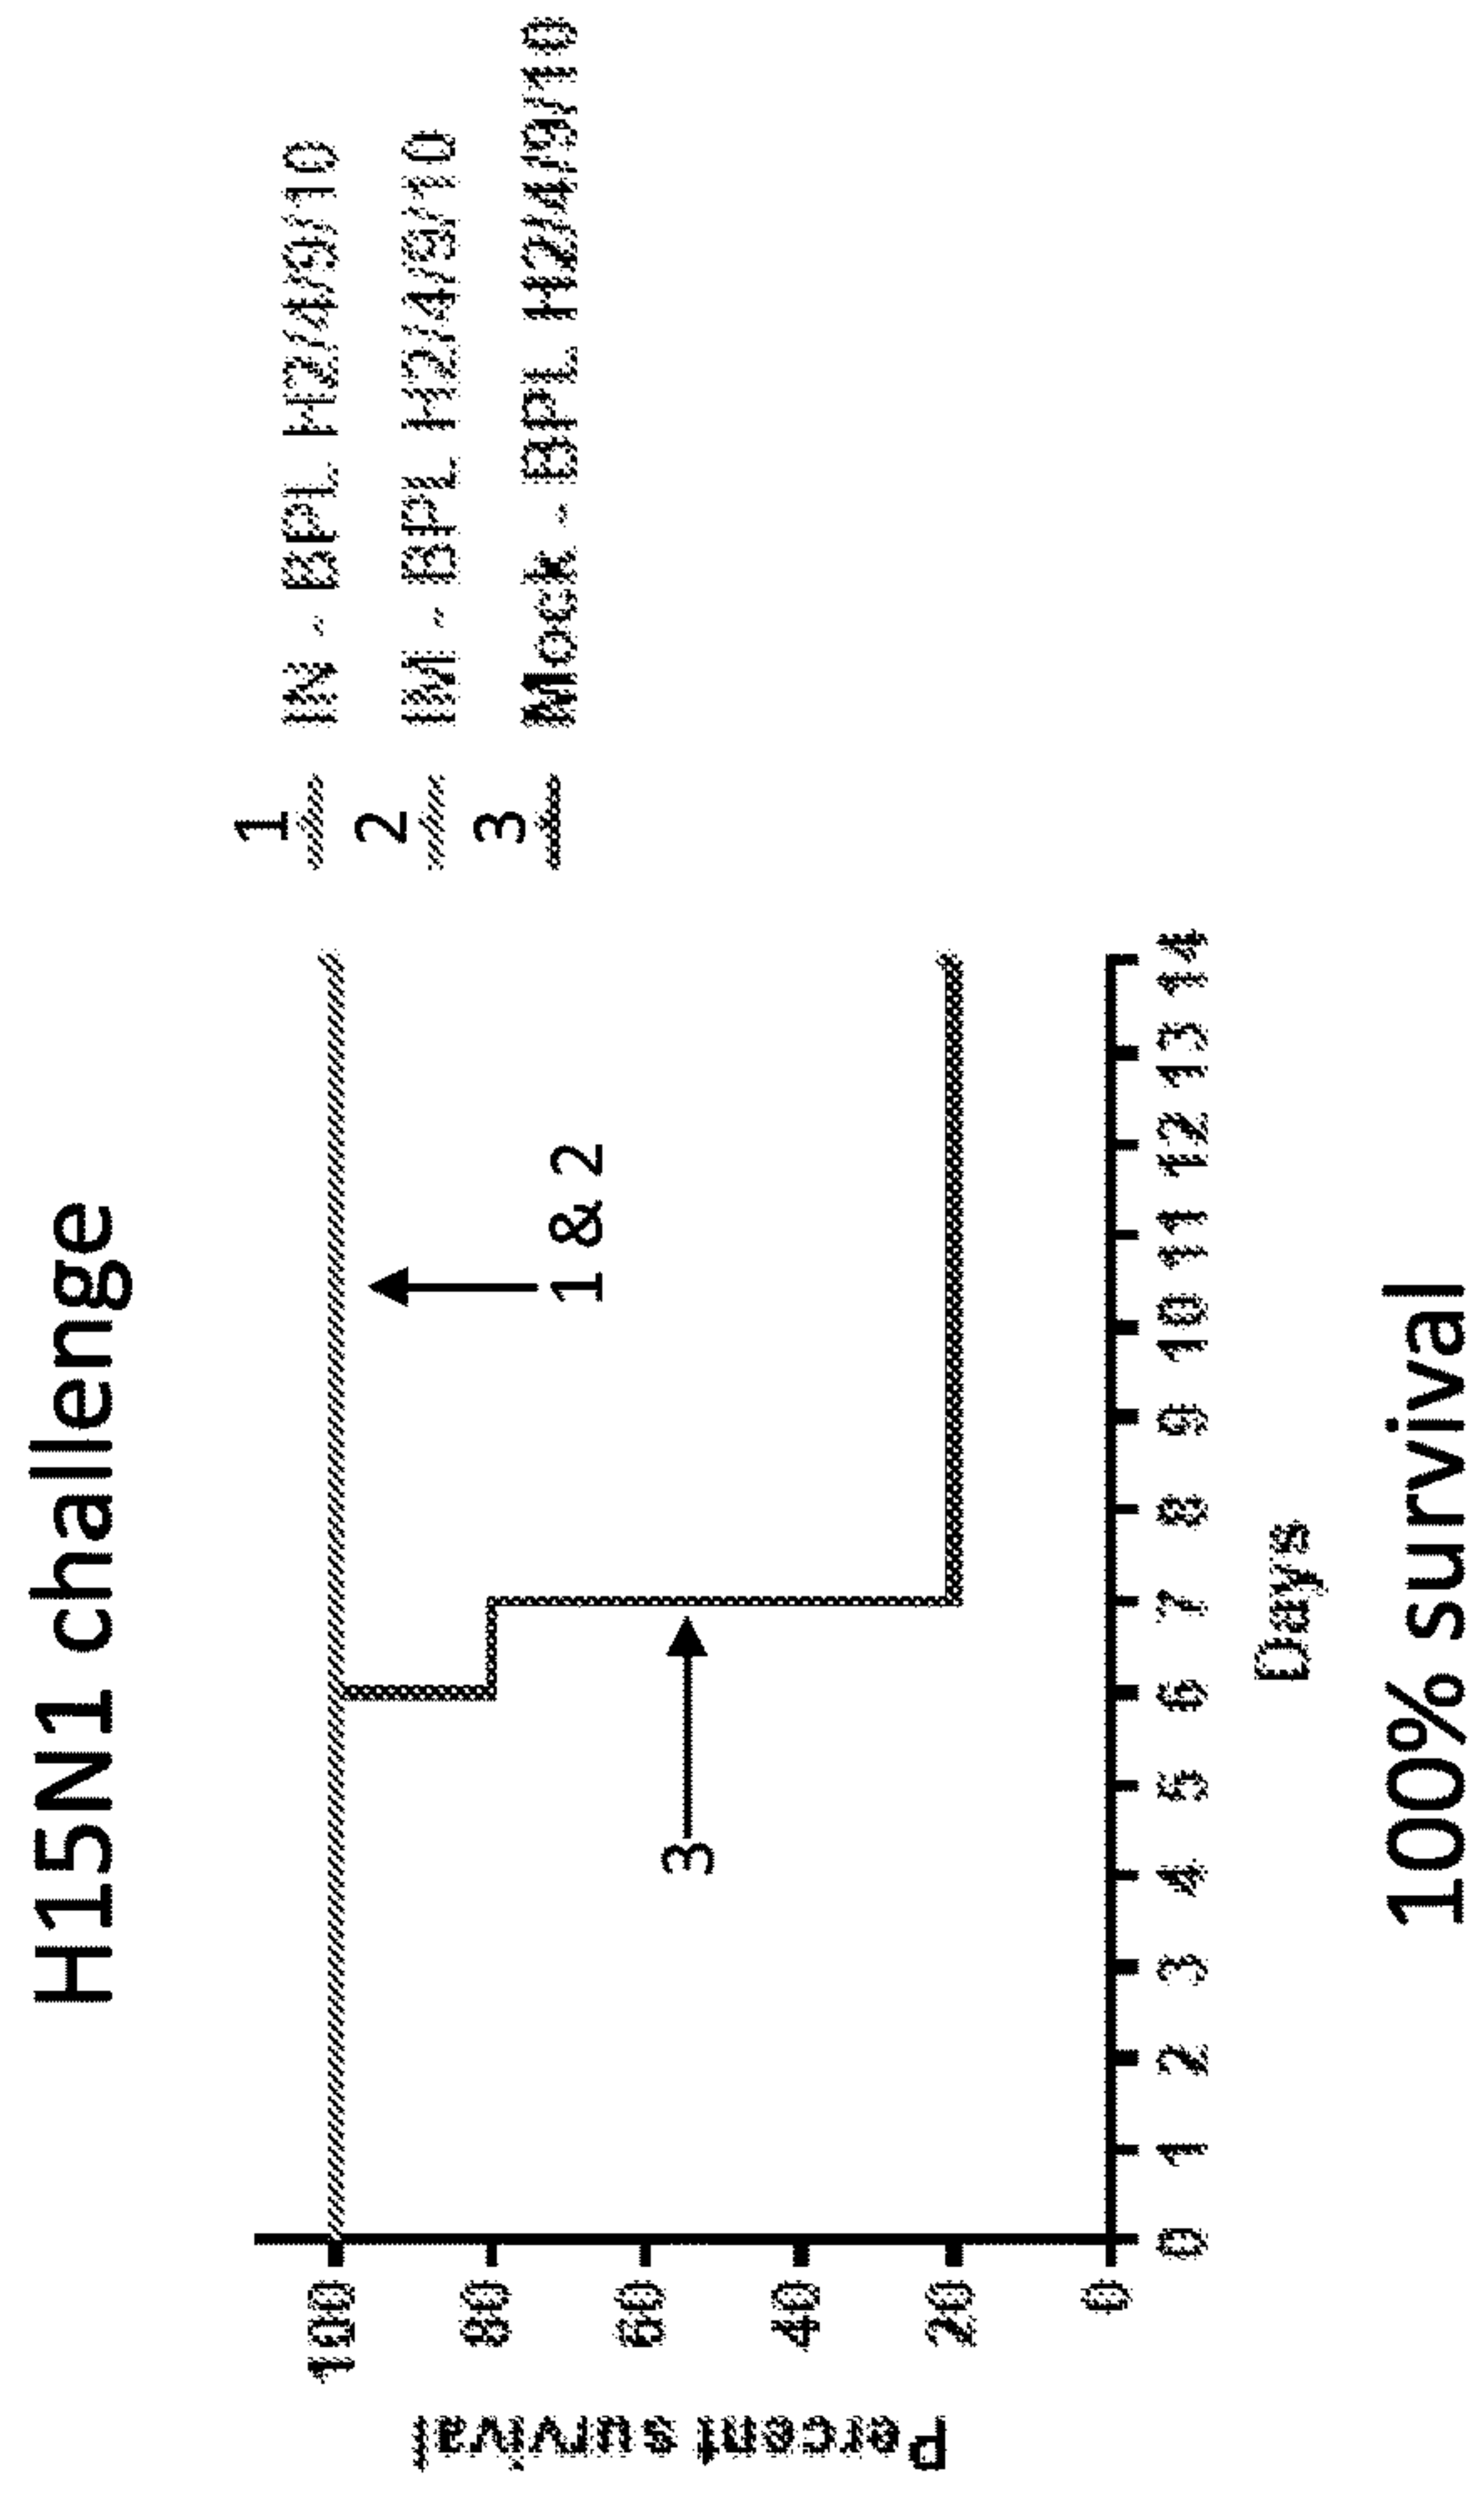 H15N1 challenge
1
IN - BPL H2/4/9/10
2
IM - BPL H2/4/9/10
3
Mock - BPL H2/4/9/10
Percent survival
100
80
60
40
20
0
1 & 2
3
0 1 2 3 4 5 6 7 8 9 10 11 12 13 14
Days
100% survival